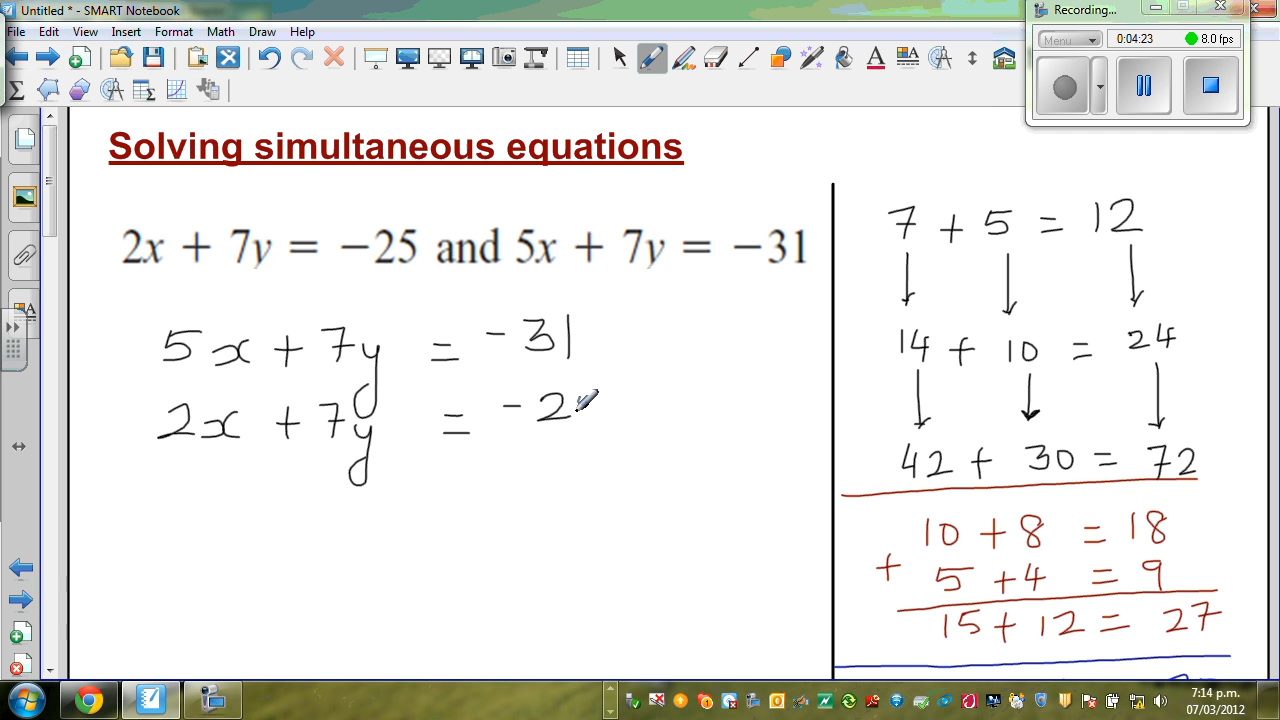 Untitled * - SMART Notebook
Recording...
File Edit View Insert Format Math Draw Help
Menu
0:04:23
8.0 fps
Solving simultaneous equations
2x + 7y = −25 and 5x + 7y = −31
5x + 7y = -31
2x + 7y = -2
7 + 5 = 12
14 + 10 = 24
42 + 30 = 72
10 + 8 = 18
+ 5 + 4 = 9
15 + 12 = 27
7:14 p.m.
07/03/2012